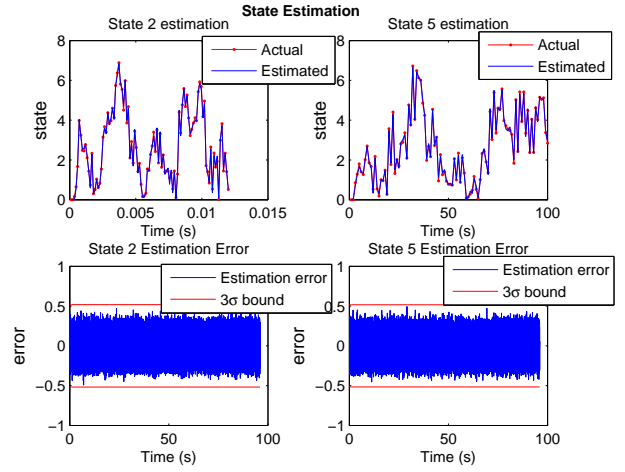 State Estimation
State 2 estimation
State 5 estimation
Actual
Estimated
Actual
Estimated
8
6
4
2
0
state
0
0.005
0.01
0.015
Time (s)
8
6
4
2
0
state
0
50
100
Time (s)
State 2 Estimation Error
State 5 Estimation Error
Estimation error
3σ bound
Estimation error
3σ bound
1
0.5
0
−0.5
−1
error
0
50
100
Time (s)
1
0.5
0
−0.5
−1
error
0
50
100
Time (s)